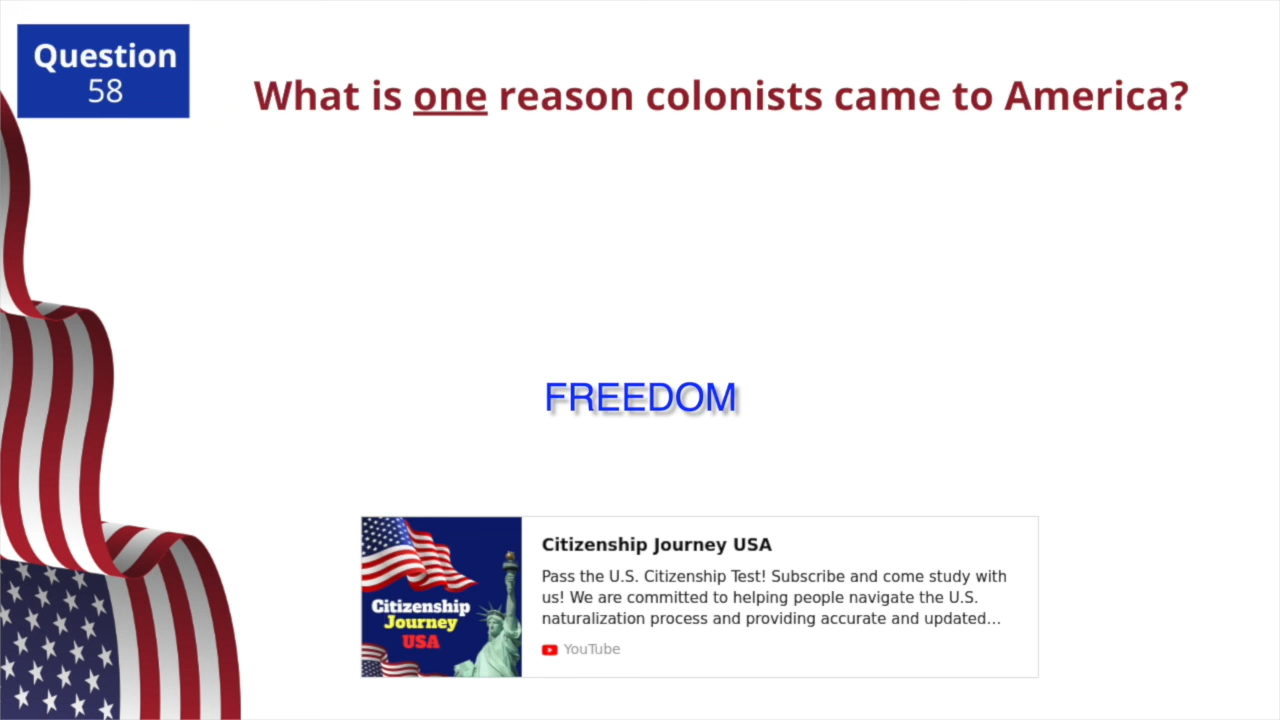 Question
58
What is one reason colonists came to America?
FREEDOM
Citizenship Journey USA
Pass the U.S. Citizenship Test! Subscribe and come study with
us! We are committed to helping people navigate the U.S.
naturalization process and providing accurate and updated...
YouTube
Citizenship
Journey
USA